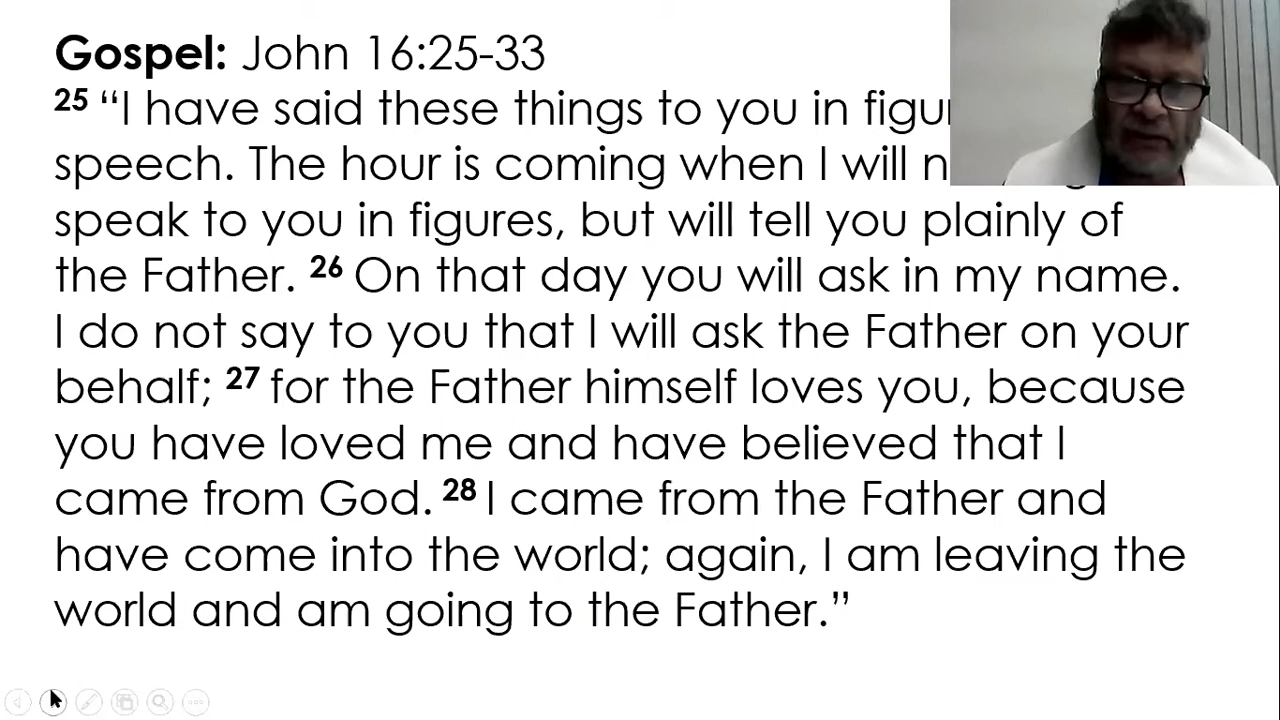 Gospel: John 16:25-33
25 “I have said these things to you in
speech. The hour is coming when I will
speak to you in figures, but will tell you plainly of
the Father. 26 On that day you will ask in my name.
I do not say to you that I will ask the Father on your
behalf; 27 for the Father himself loves you, because
you have loved me and have believed that I
came from God. 28 I came from the Father and
have come into the world; again, I am leaving the
world and am going to the Father.”